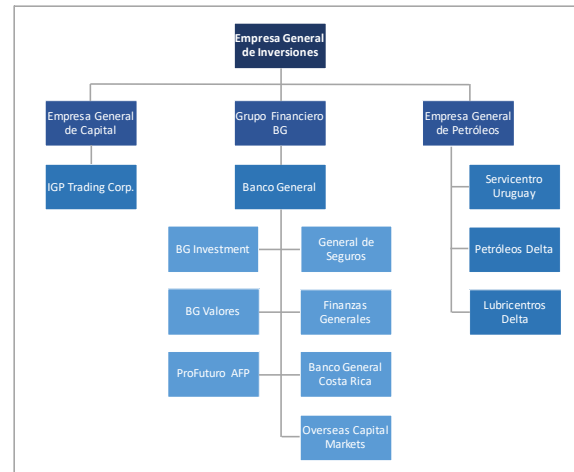 Empresa General
de Inversiones
Empresa General
de Capital
Grupo Financiero
BG
Empresa General
de Petróleos
IGP Trading Corp.
Banco General
Servicentro
Uruguay
BG Investment
General de
Seguros
Petróleos Delta
BG Valores
Finanzas
Generales
Lubricentros
Delta
ProFuturo AFP
Banco General
Costa Rica
Overseas Capital
Markets